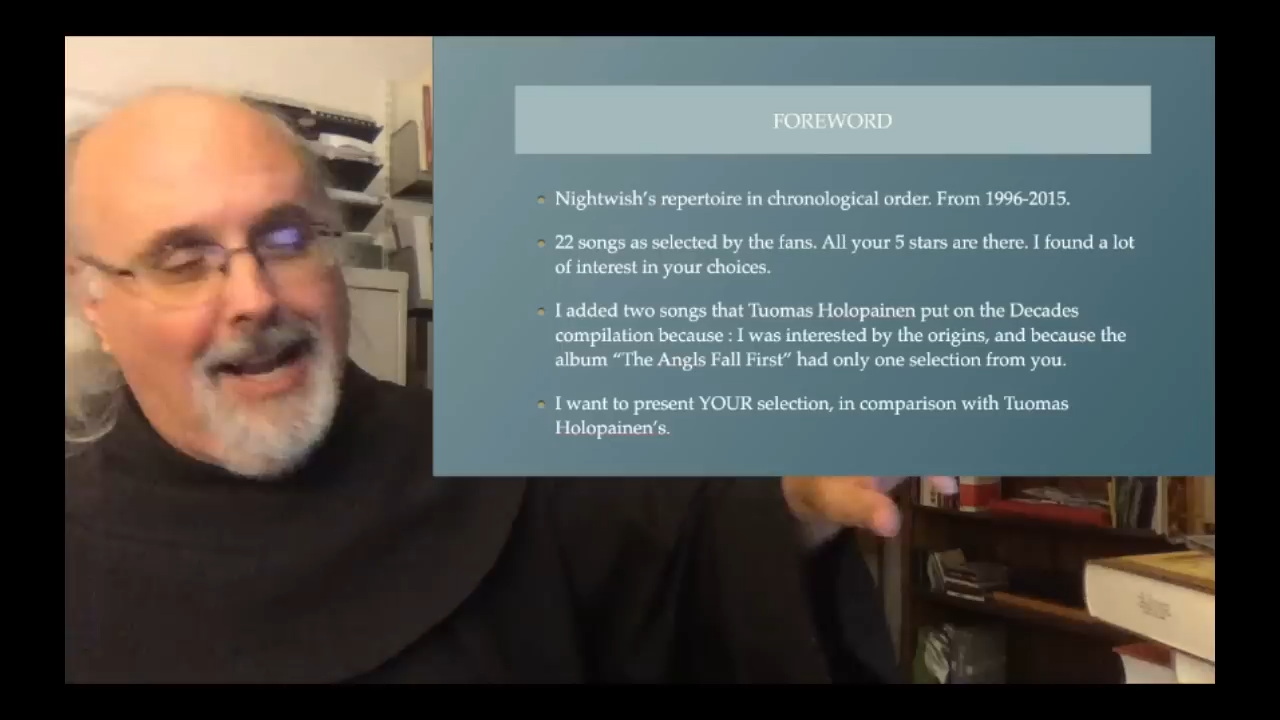 FOREWORD
Nightwish's repertoire in chronological order. From 1996-2015.
22 songs as selected by the fans. All your 5 stars are there. I found a lot
of interest in your choices.
I added two songs that Tuomas Holopainen put on the Decades
compilation because : I was interested by the origins, and because the
album “The Angls Fall First” had only one selection from you.
I want to present YOUR selection, in comparison with Tuomas
Holopainen's.